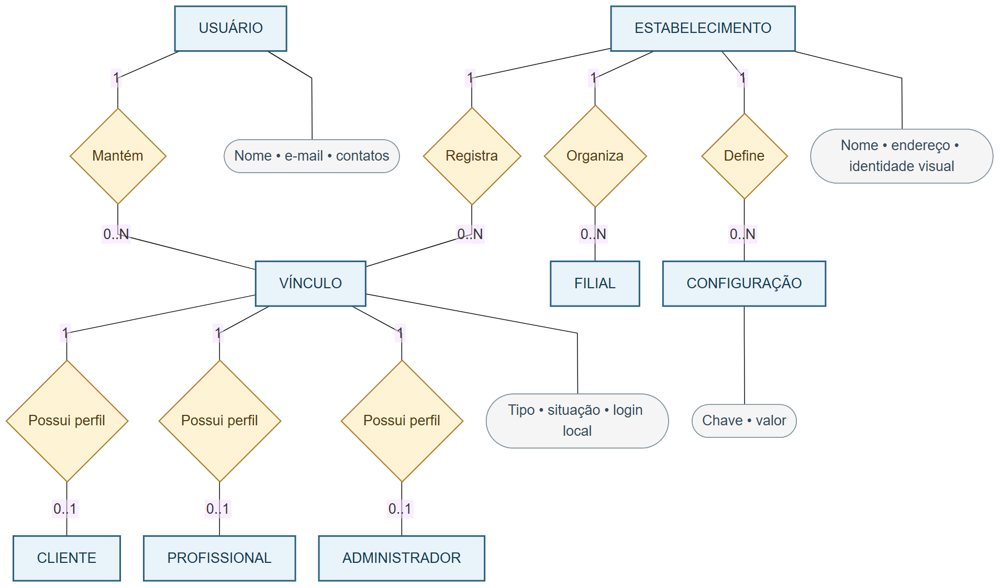 USUÁRIO
ESTABELECIMENTO
1
1
1
1
Mantém
Nome • e-mail • contatos
Registra
Organiza
Define
Nome • endereço •
identidade visual
0..N
0..N
0..N
0..N
VÍNCULO
FILIAL
CONFIGURAÇÃO
1
1
1
Possui perfil
Possui perfil
Possui perfil
Tipo • situação • login
local
Chave • valor
0..1
0..1
0..1
CLIENTE
PROFISSIONAL
ADMINISTRADOR